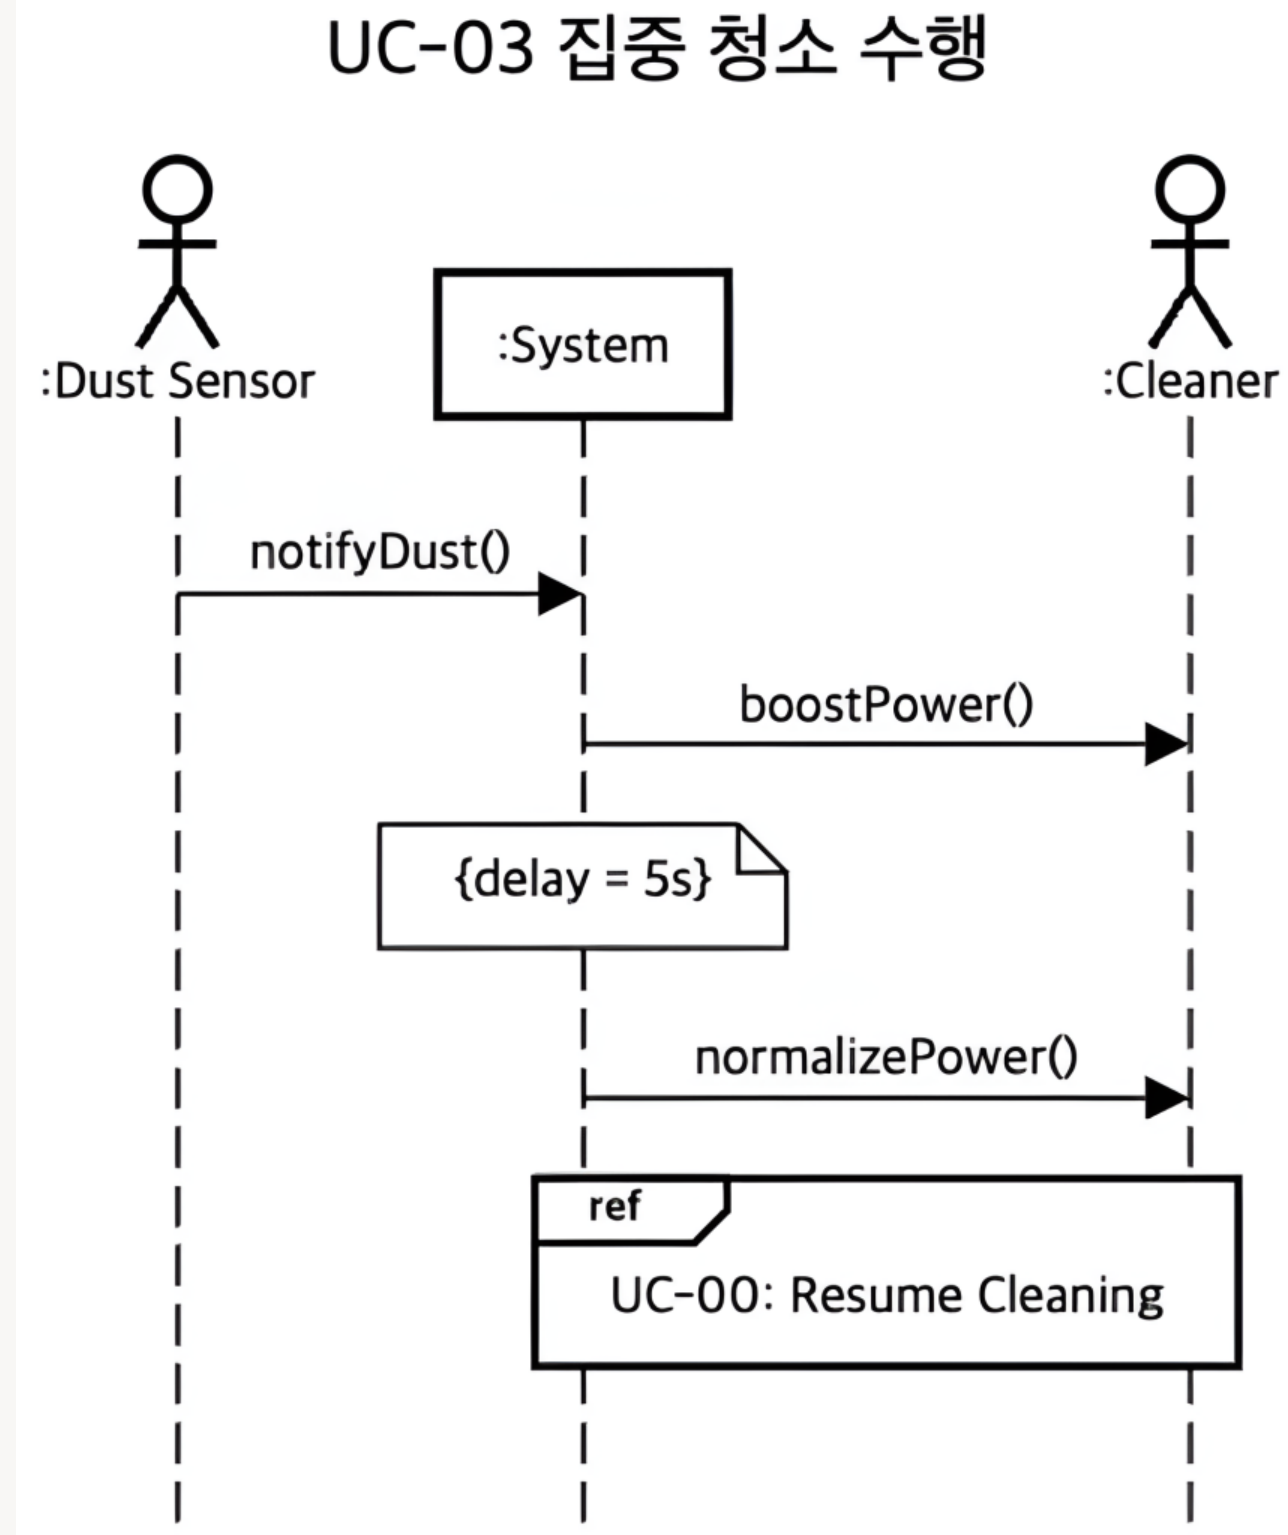 UC-03 집중 청소 수행
:Dust Sensor
:System
:Cleaner
notifyDust()
boostPower()
{delay = 5s}
normalizePower()
ref
UC-00: Resume Cleaning